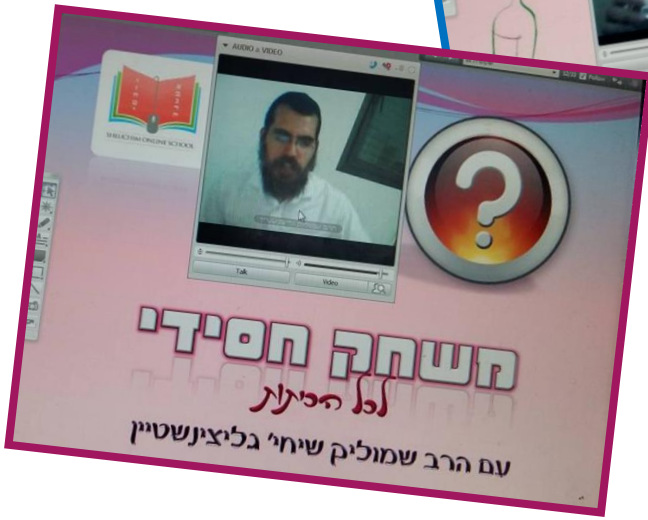 AUDIO & VIDEO
SHLUCHIM ONLINE SCHOOL
Talk
Video
משחק חסידי
לכל הכיתות
עם הרב שמוליק שיחי׳ גליצינשטיין